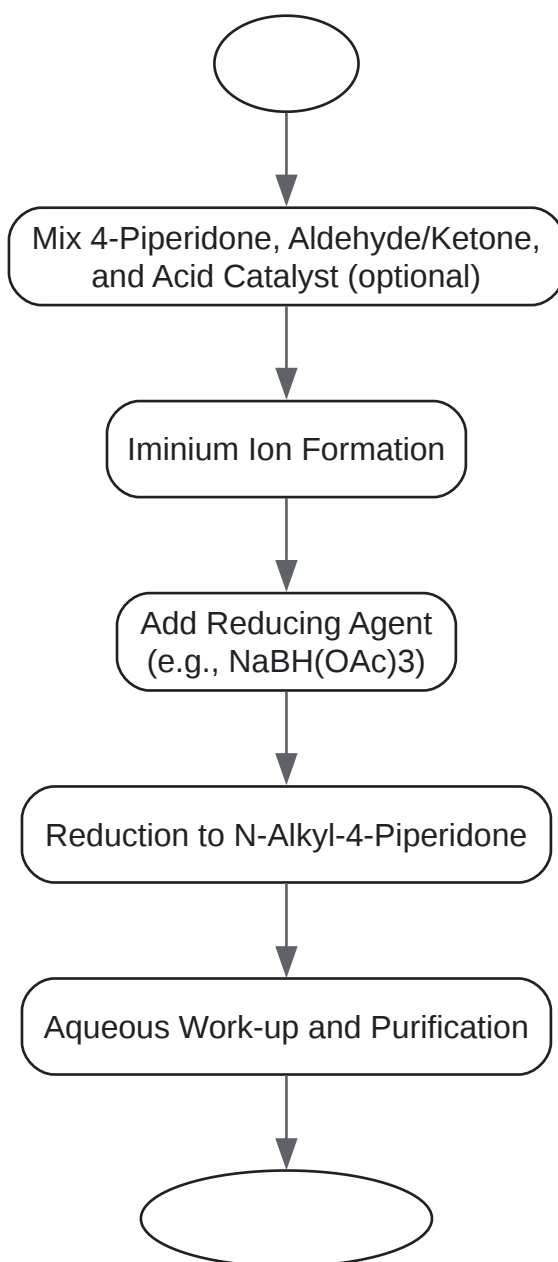 Mix 4-Piperidone, Aldehyde/Ketone,
and Acid Catalyst (optional)
Iminium Ion Formation
Add Reducing Agent
(e.g., NaBH(OAc)3)
Reduction to N-Alkyl-4-Piperidone
Aqueous Work-up and Purification